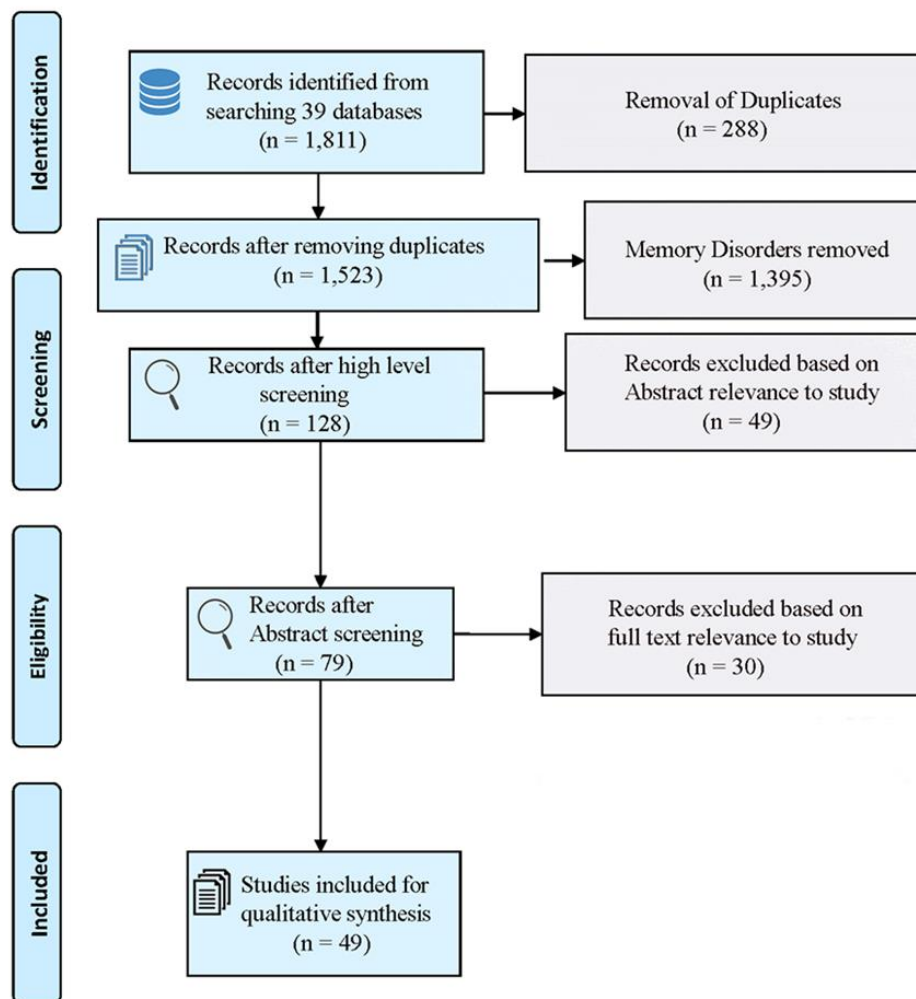 Identification
Records identified from
searching 39 databases
(n = 1,811)
Removal of Duplicates
(n = 288)
Records after removing duplicates
(n = 1,523)
Memory Disorders removed
(n = 1,395)
Screening
Records after high level
screening
(n = 128)
Records excluded based on
Abstract relevance to study
(n = 49)
Eligibility
Records after
Abstract screening
(n = 79)
Records excluded based on
full text relevance to study
(n = 30)
Included
Studies included for
qualitative synthesis
(n = 49)